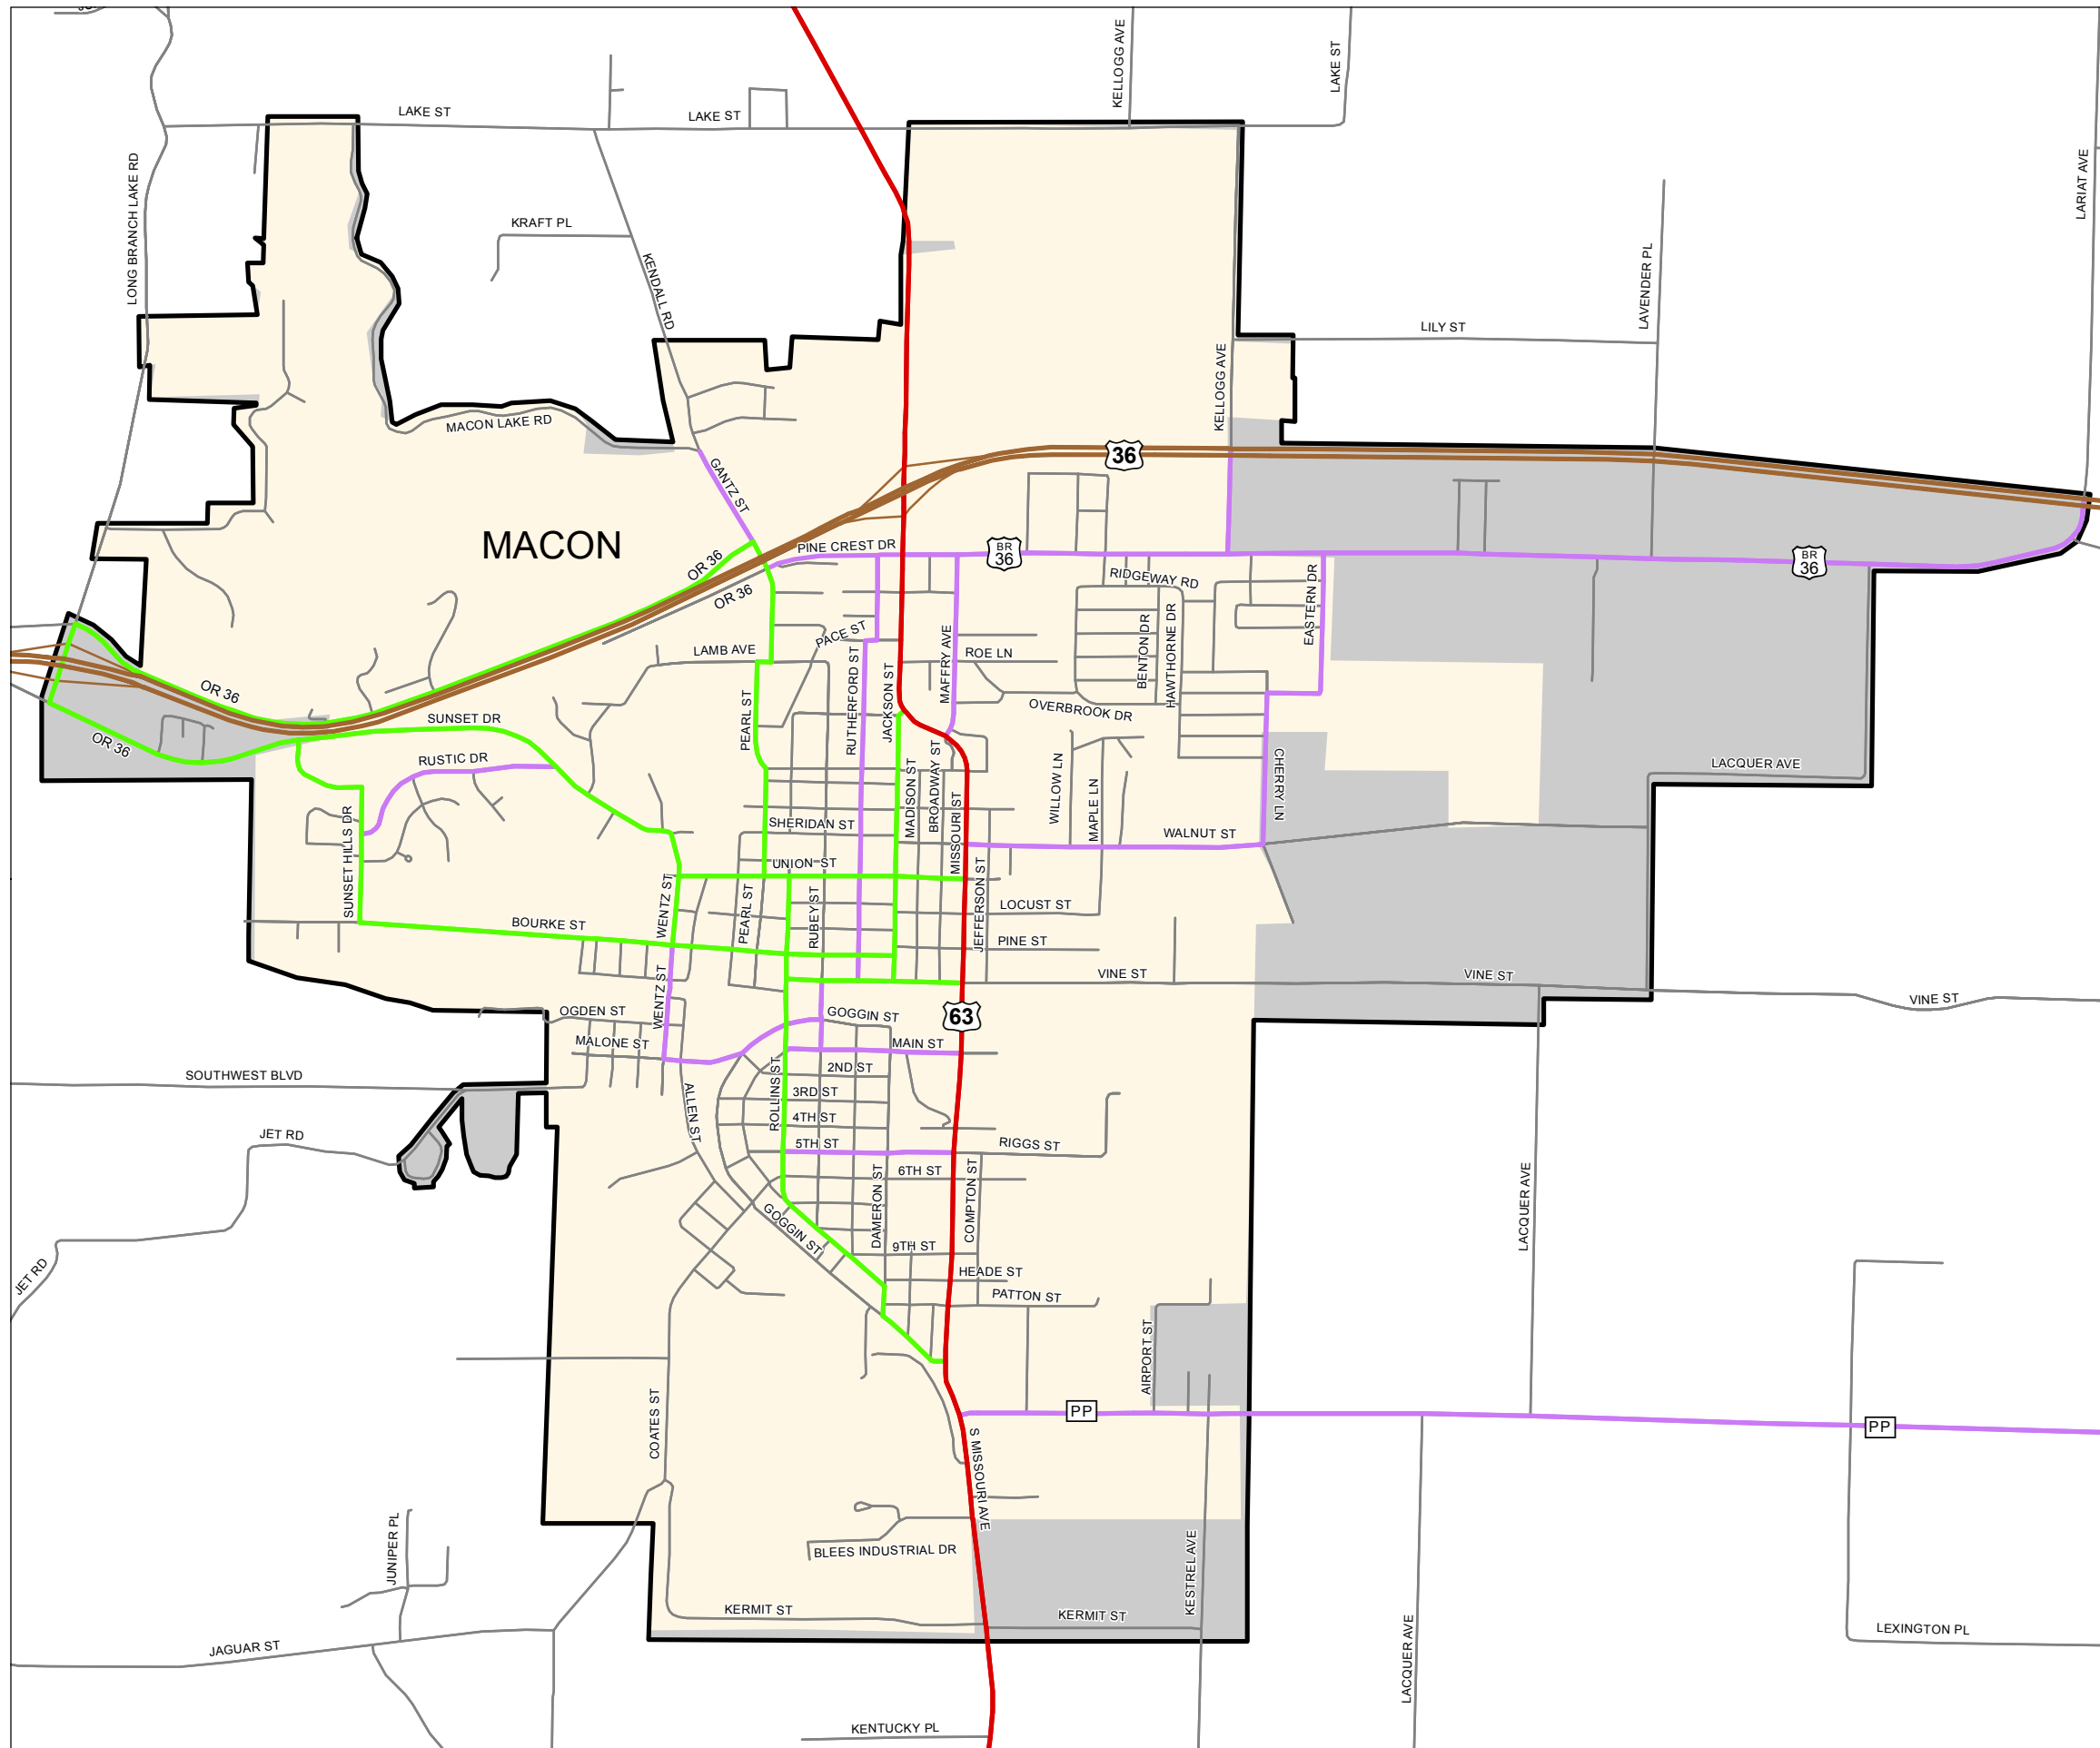 KELLOGG AVE
LAKE ST
LAKE ST
LAKE ST
LONG BRANCH LAKE RD
LARIAT AVE
KRAFT PL
KENDALL RD
LAVENDER PL
LILY ST
KELLOGG AVE
MACON LAKE RD
36
GANTZ ST
MACON
PINE CREST DR
BR
36
BR
36
OR 36
OR 36
RIDGEWAY RD
EASTERN DR
PACE ST
LAMB AVE
ROE LN
MAFFRY AVE
BENTON DR
HAWTHORNE DR
OR 36
OVERBROOK DR
SUNSET DR
PEARL ST
RUTHERFORD ST
JACKSON ST
OR 36
RUSTIC DR
LACQUER AVE
MADISON ST
BROADWAY ST
MISSOURI ST
WILLOW LN
MAPLE LN
CHERRY LN
SHERIDAN ST
WALNUT ST
SUNSET HILLS DR
UNION ST
WENTZ ST
PEARL ST
RUBEY ST
JEFFERSON ST
LOCUST ST
BOURKE ST
PINE ST
VINE ST
VINE ST
VINE ST
WENTZ ST
OGDEN ST
GOGGIN ST
63
MALONE ST
MAIN ST
SOUTHWEST BLVD
2ND ST
3RD ST
ROLLINS ST
ALLEN ST
4TH ST
JET RD
5TH ST
RIGGS ST
6TH ST
DAMERON ST
COMPTON ST
LACQUER AVE
GOGGIN ST
9TH ST
JET RD
HEADE ST
PATTON ST
AIRPORT ST
COATES ST
PP
PP
S MISSOURI AVE
JUNIPER PL
BLEES INDUSTRIAL DR
KESTREL AVE
KERMIT ST
KERMIT ST
LEXINGTON PL
JAGUAR ST
LACQUER AVE
KENTUCKY PL